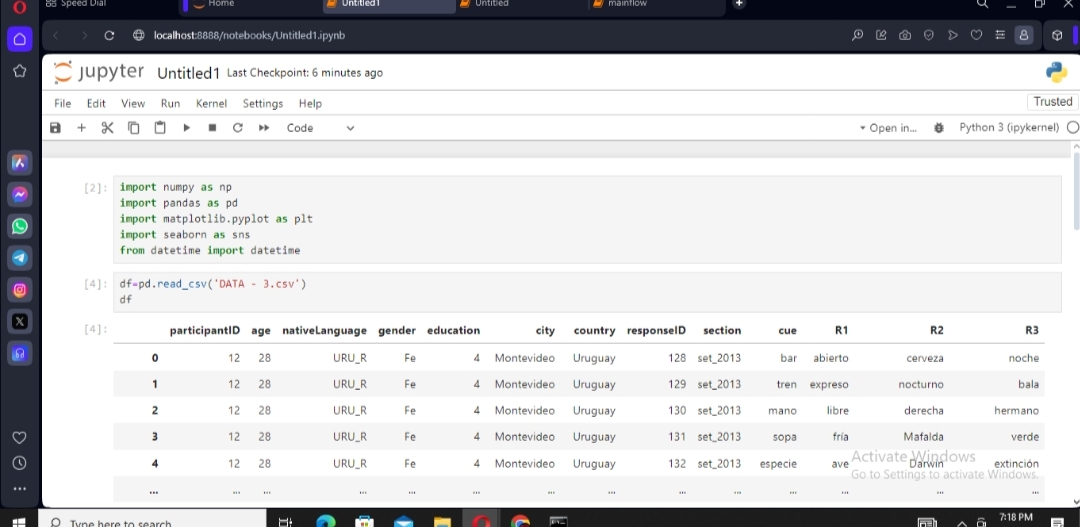 Speed Dial Home Untitled1 Untitled mainflow +
localhost:8888/notebooks/Untitled1.ipynb
jupyter Untitled1 Last Checkpoint: 6 minutes ago
File Edit View Run Kernel Settings Help Trusted
Code Open in... Python 3 (ipykernel)
[2]: import numpy as np
import pandas as pd
import matplotlib.pyplot as plt
import seaborn as sns
from datetime import datetime
[4]: df=pd.read_csv('DATA - 3.csv')
df
[4]: participantID age nativeLanguage gender education city country responseID section cue R1 R2 R3
0 12 28 URU_R Fe 4 Montevideo Uruguay 128 set_2013 bar abierto cerveza noche
1 12 28 URU_R Fe 4 Montevideo Uruguay 129 set_2013 tren expreso nocturno bala
2 12 28 URU_R Fe 4 Montevideo Uruguay 130 set_2013 mano libre derecha hermano
3 12 28 URU_R Fe 4 Montevideo Uruguay 131 set_2013 sopa fría Mafalda verde
4 12 28 URU_R Fe 4 Montevideo Uruguay 132 set_2013 especie ave Darwin extinción
... ... ... ... ... ... ... ... ... ... ... ... ... ...
Activate Windows
Go to Settings to activate Windows.
Type here to search 7:18 PM